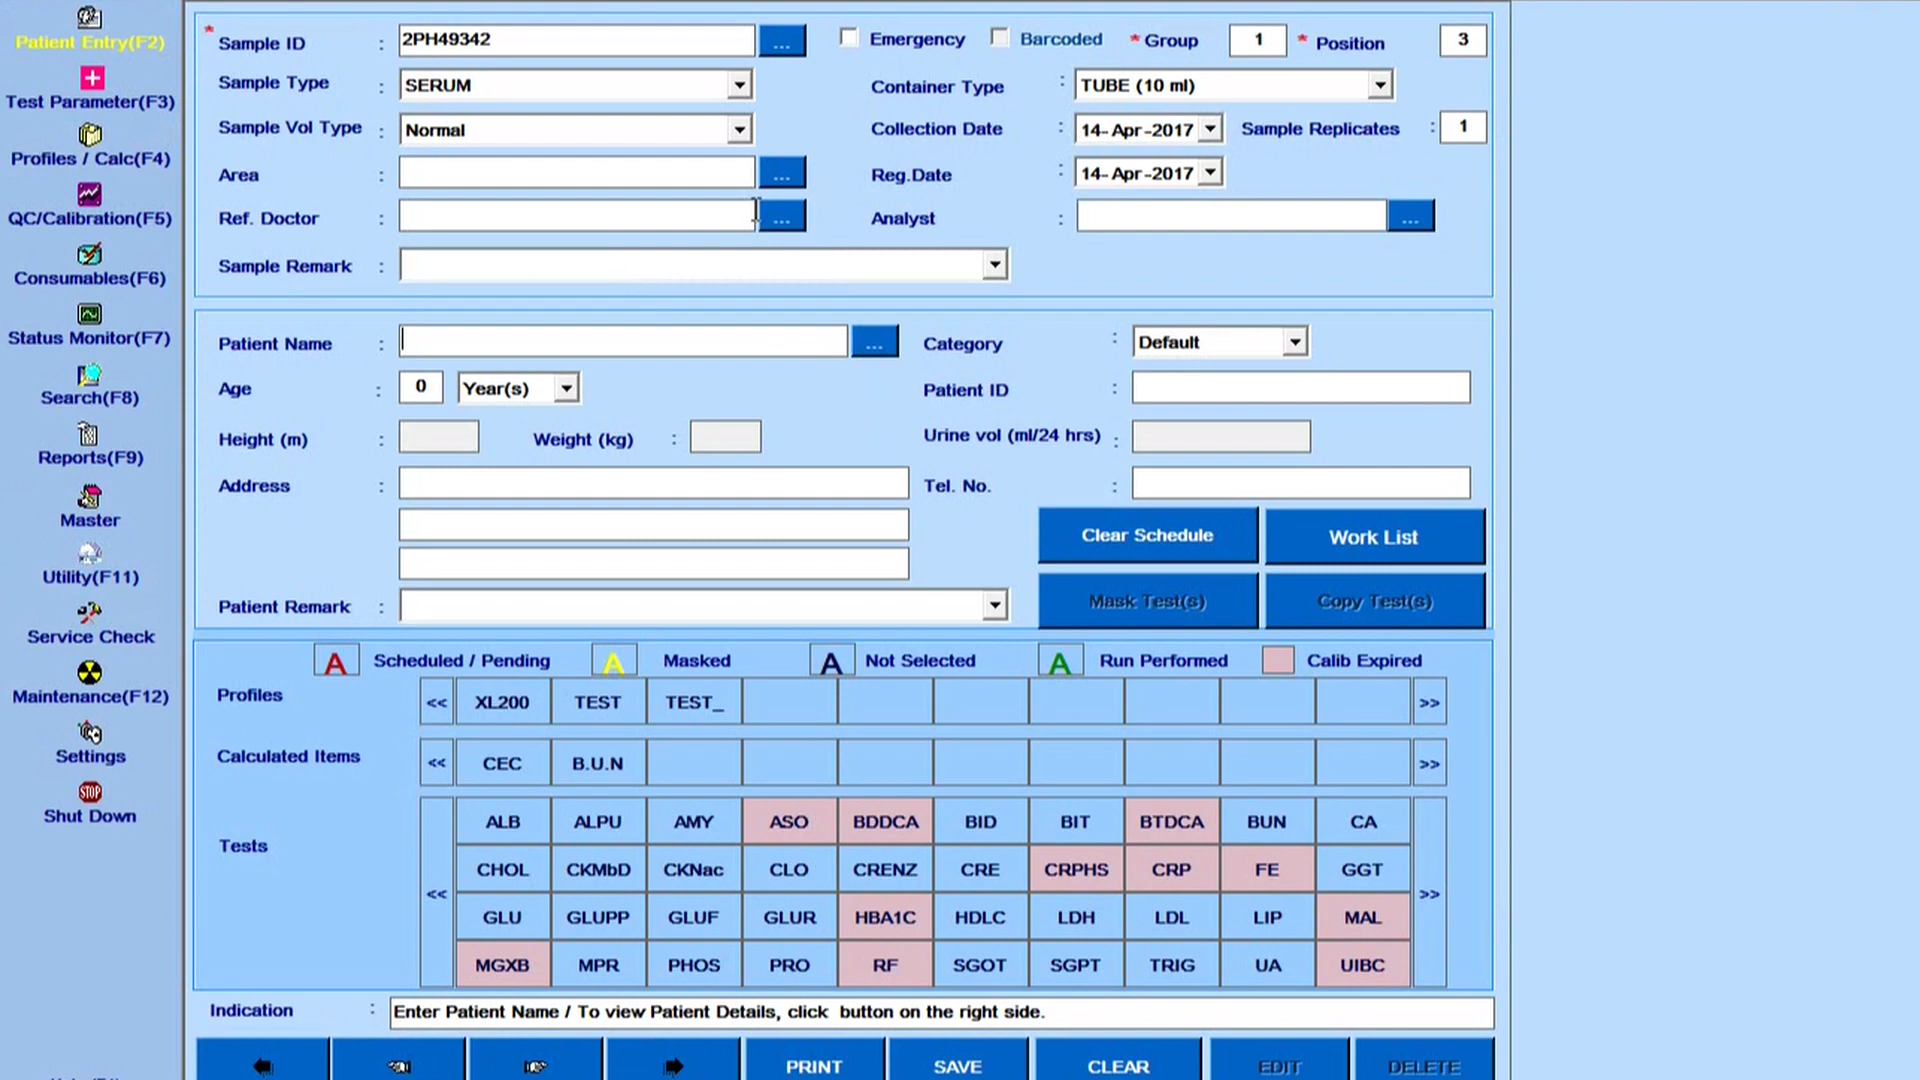 Patient Entry(F2)
Test Parameter(F3)
Profiles / Calc(F4)
QC/Calibration(F5)
Consumables(F6)
Status Monitor(F7)
Search(F8)
Reports(F9)
Master
Utility(F11)
Service Check
Maintenance(F12)
Settings
STOP
Shut Down
* Sample ID : 2PH49342 ... Emergency Barcoded * Group 1 * Position 3
Sample Type : SERUM Container Type : TUBE (10 ml)
Sample Vol Type : Normal Collection Date : 14-Apr-2017 Sample Replicates : 1
Area : ... Reg.Date : 14-Apr-2017
Ref. Doctor : ... Analyst : ...
Sample Remark :
Patient Name : ... Category : Default
Age : 0 Year(s) Patient ID :
Height (m) : Weight (kg) : Urine vol (ml/24 hrs) :
Address : Tel. No. :
Clear Schedule Work List
Patient Remark : Mask Test(s) Copy Test(s)
A Scheduled / Pending A Masked A Not Selected A Run Performed Calib Expired
Profiles << XL200 TEST TEST_ >>
Calculated Items << CEC B.U.N >>
Tests << >>
ALB ALPU AMY ASO BDDCA BID BIT BTDCA BUN CA
CHOL CKMbD CKNac CLO CRENZ CRE CRPHS CRP FE GGT
GLU GLUPP GLUF GLUR HBA1C HDLC LDH LDL LIP MAL
MGXB MPR PHOS PRO RF SGOT SGPT TRIG UA UIBC
Indication : Enter Patient Name / To view Patient Details, click button on the right side.
PRINT SAVE CLEAR EDIT DELETE